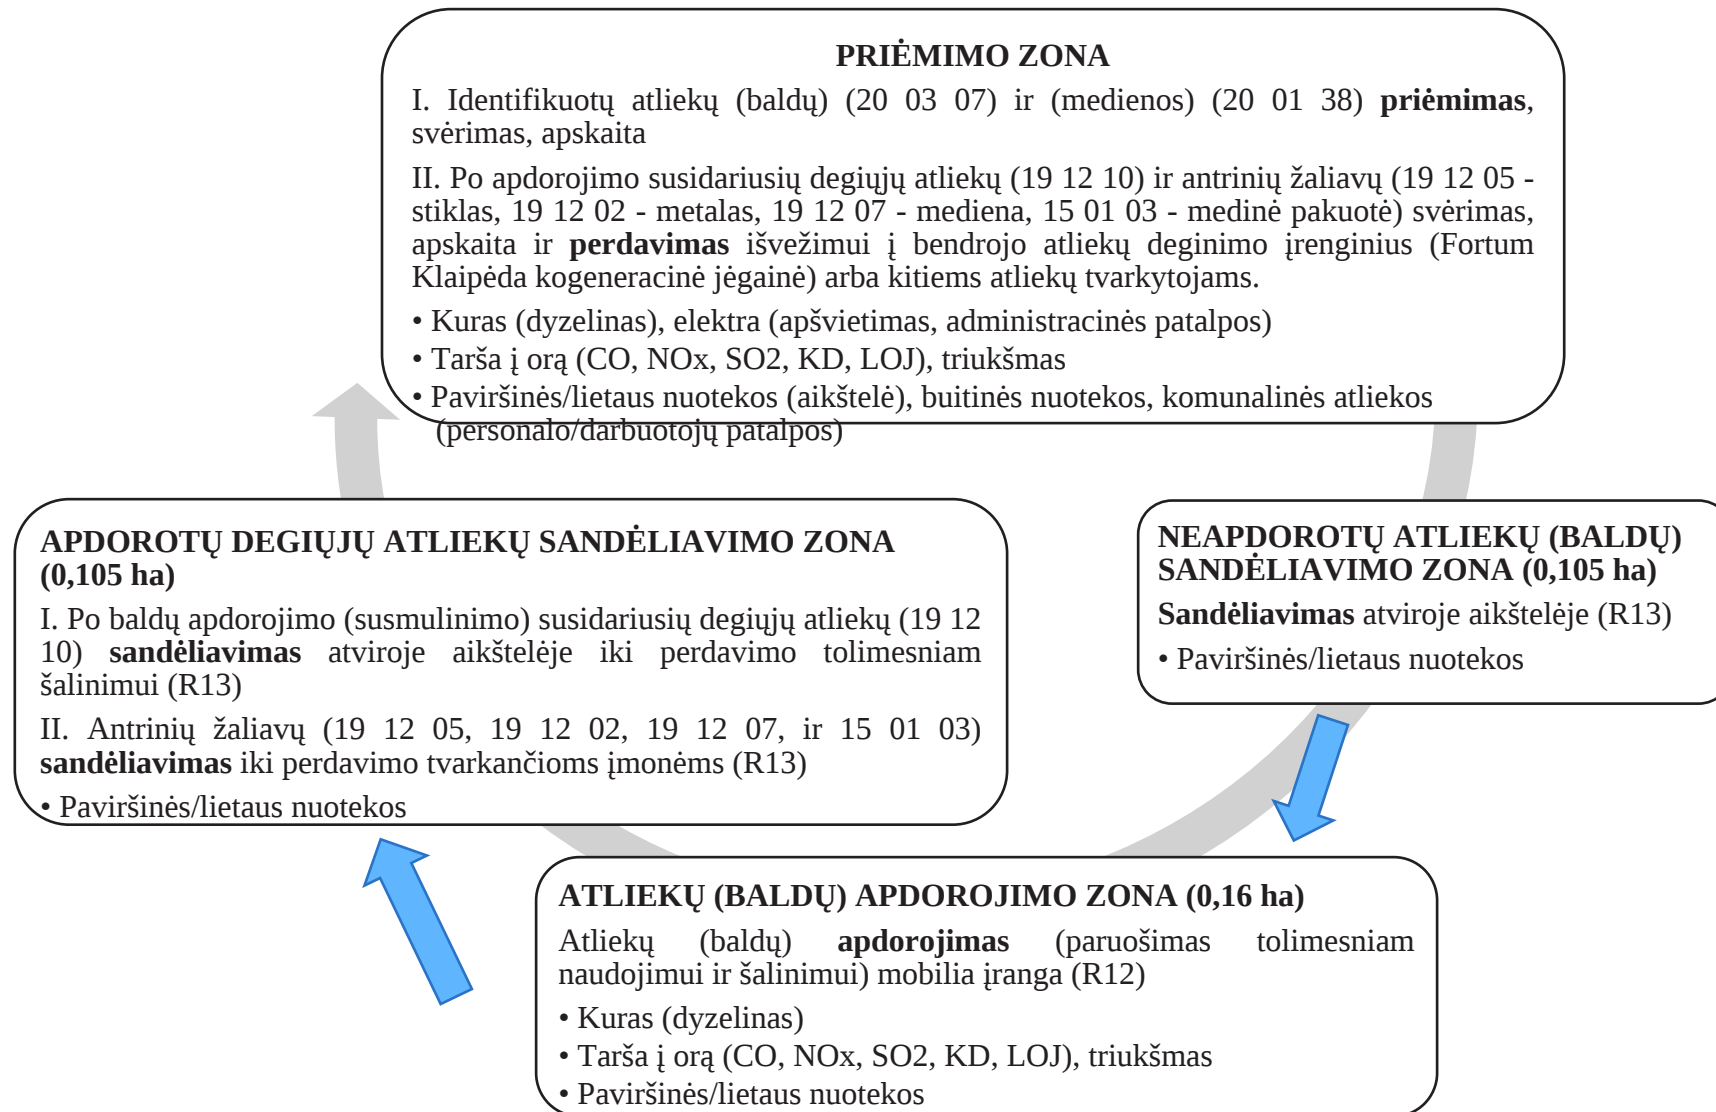 PRIĖMIMO ZONA
I. Identifikuotų atliekų (baldų) (20 03 07) ir (medienos) (20 01 38) priėmimas,
svėrimas, apskaita
II. Po apdorojimo susidariusių degiųjų atliekų (19 12 10) ir antrinių žaliavų (19 12 05 -
stiklas, 19 12 02 - metalas, 19 12 07 - mediena, 15 01 03 - medinė pakuotė) svėrimas,
apskaita ir perdavimas išvežimui į bendrojo atliekų deginimo įrenginius (Fortum
Klaipėda kogeneracinė jėgainė) arba kitiems atliekų tvarkytojams.
• Kuras (dyzelinas), elektra (apšvietimas, administracinės patalpos)
• Tarša į orą (CO, NOx, SO2, KD, LOJ), triukšmas
• Paviršinės/lietaus nuotekos (aikštelė), buitinės nuotekos, komunalinės atliekos
(personalo/darbuotojų patalpos)
NEAPDOROTŲ ATLIEKŲ (BALDŲ)
SANDĖLIAVIMO ZONA (0,105 ha)
Sandėliavimas atviroje aikštelėje (R13)
• Paviršinės/lietaus nuotekos
ATLIEKŲ (BALDŲ) APDOROJIMO ZONA (0,16 ha)
Atliekų (baldų) apdorojimas (paruošimas tolimesniam
naudojimui ir šalinimui) mobilia įranga (R12)
• Kuras (dyzelinas)
• Tarša į orą (CO, NOx, SO2, KD, LOJ), triukšmas
• Paviršinės/lietaus nuotekos
APDOROTŲ DEGIŲJŲ ATLIEKŲ SANDĖLIAVIMO ZONA
(0,105 ha)
I. Po baldų apdorojimo (susmulinimo) susidariusių degiųjų atliekų (19 12
10) sandėliavimas atviroje aikštelėje iki perdavimo tolimesniam
šalinimui (R13)
II. Antrinių žaliavų (19 12 05, 19 12 02, 19 12 07, ir 15 01 03)
sandėliavimas iki perdavimo tvarkančioms įmonėms (R13)
• Paviršinės/lietaus nuotekos